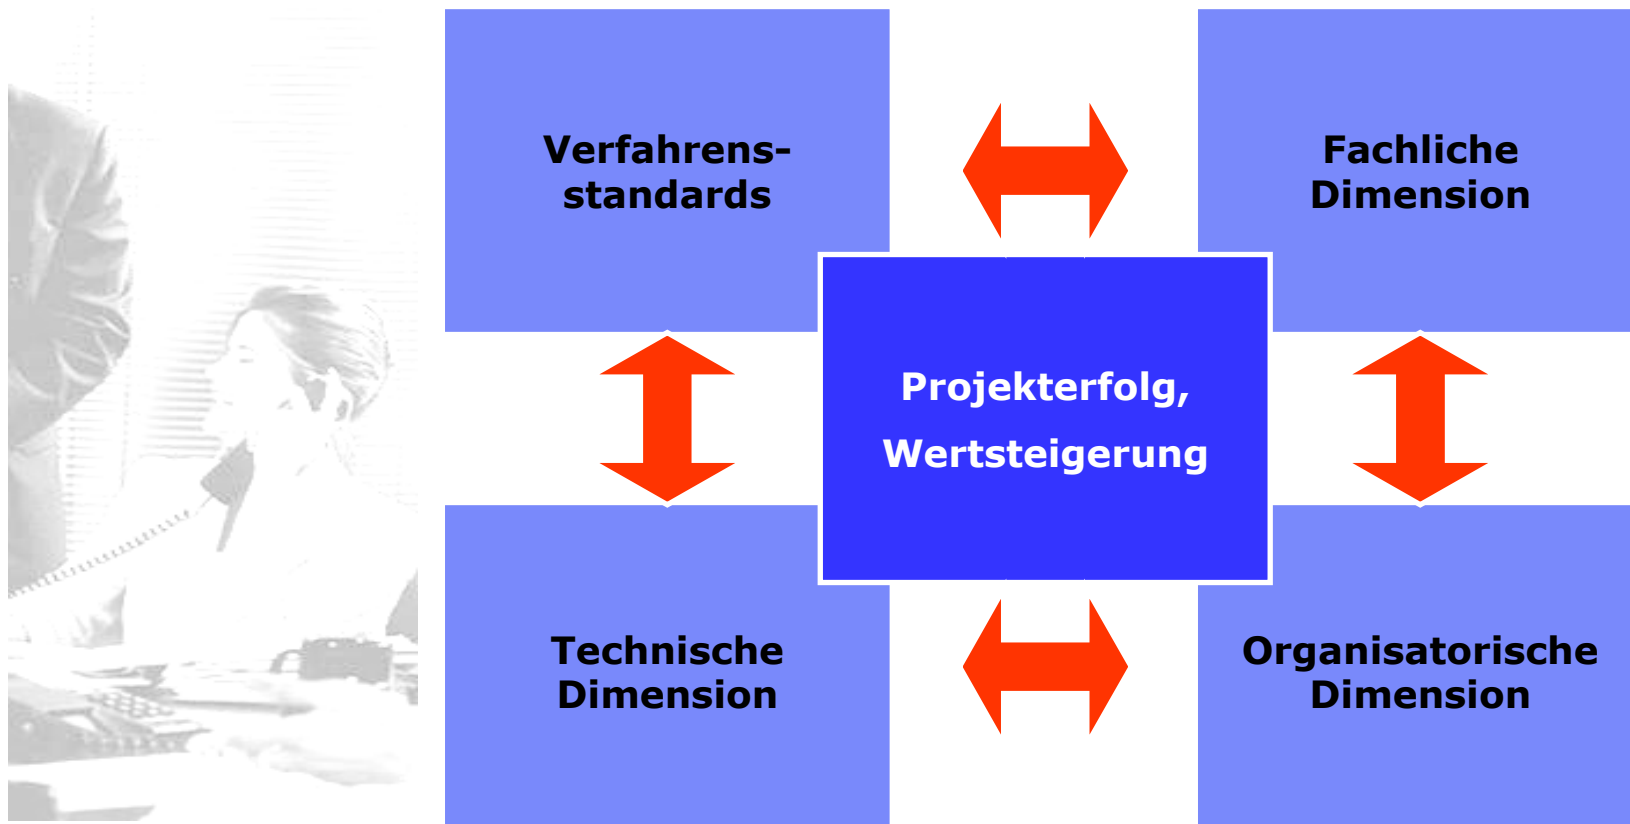 Verfahrens-
standards
Fachliche
Dimension
Projekterfolg,
Wertsteigerung
Technische
Dimension
Organisatorische
Dimension